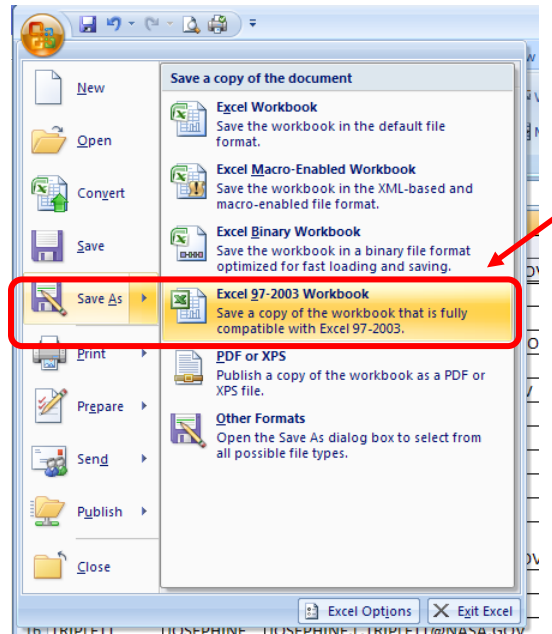 New
Open
Convert
Save
Save As
Print
Prepare
Send
Publish
Close
Save a copy of the document
Excel Workbook
Save the workbook in the default file
format.
Excel Macro-Enabled Workbook
Save the workbook in the XML-based and
macro-enabled file format.
Excel Binary Workbook
Save the workbook in a binary file format
optimized for fast loading and saving.
Excel 97-2003 Workbook
Save a copy of the workbook that is fully
compatible with Excel 97-2003.
PDF or XPS
Publish a copy of the workbook as a PDF or
XPS file.
Other Formats
Open the Save As dialog box to select from
all possible file types.
Excel Options
Exit Excel